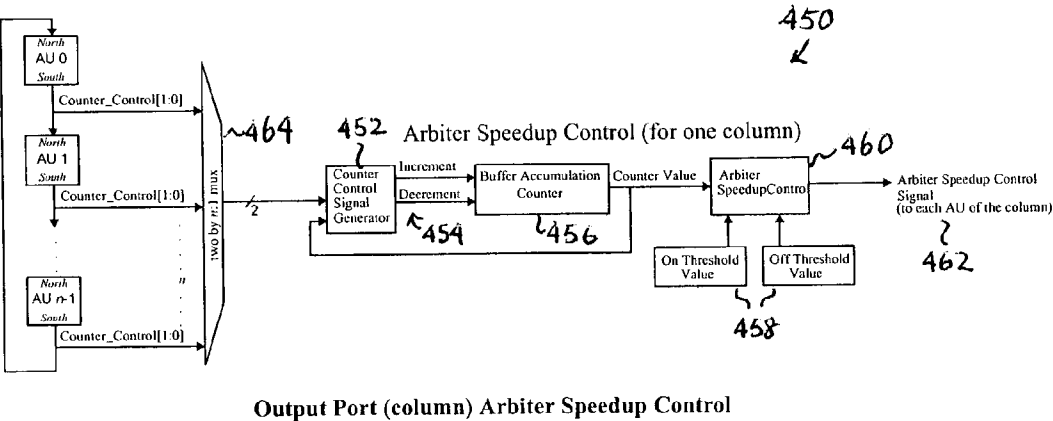 450
North
AU 0
South
Counter_Control[1:0]
464
452
Arbiter Speedup Control (for one column)
460
North
AU 1
South
Counter_Control[1:0]
two by n:1 mux
2
Counter
Control
Signal
Generator
Increment
Decrement
454
Buffer Accumulation
Counter
456
Counter Value
Arbiter
SpeedupControl
Arbiter Speedup Control
Signal
(to each AU of the column)
462
On Threshold
Value
Off Threshold
Value
458
North
AU n-1
South
n
Counter_Control[1:0]
Output Port (column) Arbiter Speedup Control